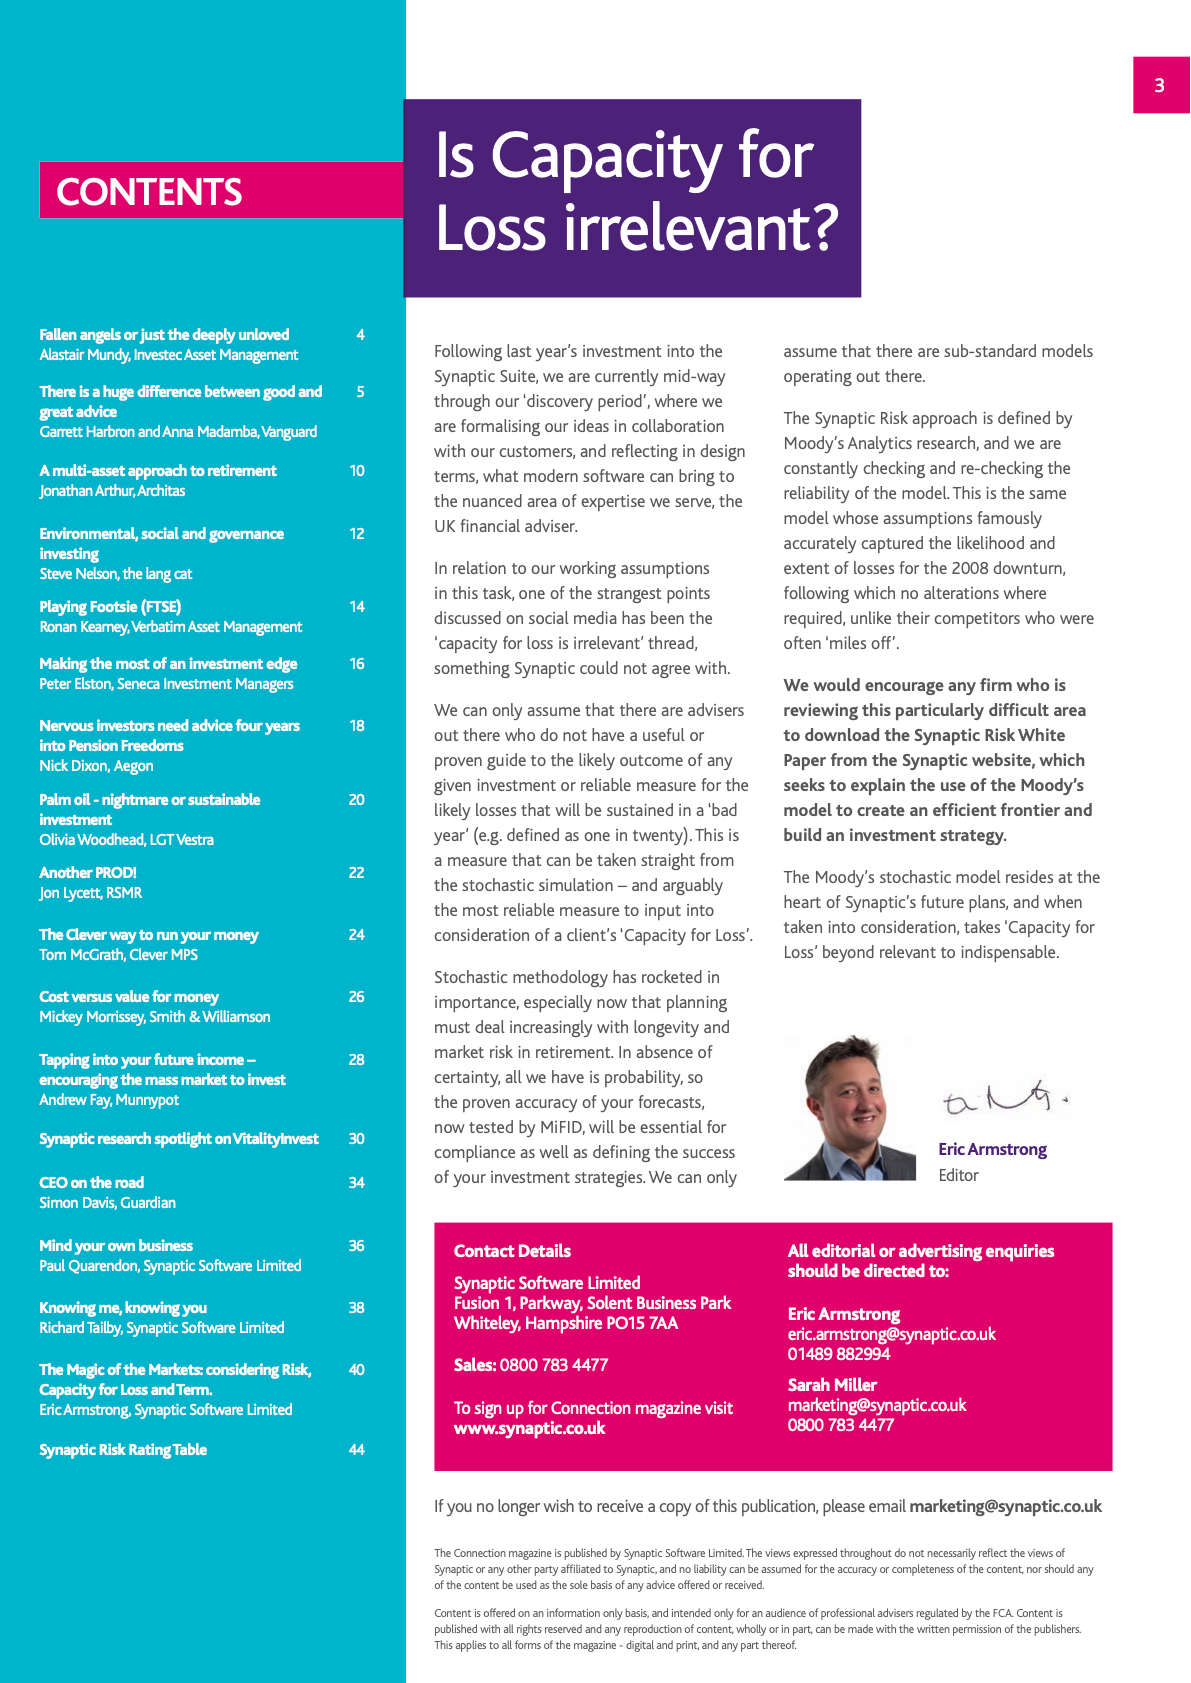 3
CONTENTS
Fallen angels or just the deeply unloved 4
Alastair Mundy, Investec Asset Management
There is a huge difference between good and 5
great advice
Garrett Harbron and Anna Madamba, Vanguard
A multi-asset approach to retirement 10
Jonathan Arthur, Architas
Environmental, social and governance 12
investing
Steve Nelson, the lang cat
Playing Footsie (FTSE) 14
Ronan Kearney, Verbatim Asset Management
Making the most of an investment edge 16
Peter Elston, Seneca Investment Managers
Nervous investors need advice four years 18
into Pension Freedoms
Nick Dixon, Aegon
Palm oil - nightmare or sustainable 20
investment
Olivia Woodhead, LGT Vestra
Another PROD! 22
Jon Lycett, RSMR
The Clever way to run your money 24
Tom McGrath, Clever MPS
Cost versus value for money 26
Mickey Morrissey, Smith & Williamson
Tapping into your future income – 28
encouraging the mass market to invest
Andrew Fay, Munnypot
Synaptic research spotlight on VitalityInvest 30
CEO on the road 34
Simon Davis, Guardian
Mind your own business 36
Paul Quarendon, Synaptic Software Limited
Knowing me, knowing you 38
Richard Tailby, Synaptic Software Limited
The Magic of the Markets: considering Risk, 40
Capacity for Loss and Term.
Eric Armstrong, Synaptic Software Limited
Synaptic Risk Rating Table 44
Is Capacity for
Loss irrelevant?
Following last year's investment into the
Synaptic Suite, we are currently mid-way
through our 'discovery period', where we
are formalising our ideas in collaboration
with our customers, and reflecting in design
terms, what modern software can bring to
the nuanced area of expertise we serve, the
UK financial adviser.
In relation to our working assumptions
in this task, one of the strangest points
discussed on social media has been the
'capacity for loss is irrelevant' thread,
something Synaptic could not agree with.
We can only assume that there are advisers
out there who do not have a useful or
proven guide to the likely outcome of any
given investment or reliable measure for the
likely losses that will be sustained in a 'bad
year' (e.g. defined as one in twenty). This is
a measure that can be taken straight from
the stochastic simulation – and arguably
the most reliable measure to input into
consideration of a client's 'Capacity for Loss'.
Stochastic methodology has rocketed in
importance, especially now that planning
must deal increasingly with longevity and
market risk in retirement. In absence of
certainty, all we have is probability, so
the proven accuracy of your forecasts,
now tested by MiFID, will be essential for
compliance as well as defining the success
of your investment strategies. We can only
assume that there are sub-standard models
operating out there.
The Synaptic Risk approach is defined by
Moody's Analytics research, and we are
constantly checking and re-checking the
reliability of the model. This is the same
model whose assumptions famously
accurately captured the likelihood and
extent of losses for the 2008 downturn,
following which no alterations where
required, unlike their competitors who were
often 'miles off'.
We would encourage any firm who is
reviewing this particularly difficult area
to download the Synaptic Risk White
Paper from the Synaptic website, which
seeks to explain the use of the Moody's
model to create an efficient frontier and
build an investment strategy.
The Moody's stochastic model resides at the
heart of Synaptic's future plans, and when
taken into consideration, takes 'Capacity for
Loss' beyond relevant to indispensable.
Eric Armstrong
Editor
Contact Details
Synaptic Software Limited
Fusion 1, Parkway, Solent Business Park
Whiteley, Hampshire PO15 7AA
Sales: 0800 783 4477
To sign up for Connection magazine visit
www.synaptic.co.uk
All editorial or advertising enquiries
should be directed to:
Eric Armstrong
eric.armstrong@synaptic.co.uk
01489 882994
Sarah Miller
marketing@synaptic.co.uk
0800 783 4477
If you no longer wish to receive a copy of this publication, please email marketing@synaptic.co.uk
The Connection magazine is published by Synaptic Software Limited. The views expressed throughout do not necessarily reflect the views of
Synaptic or any other party affiliated to Synaptic, and no liability can be assumed for the accuracy or completeness of the content, nor should any
of the content be used as the sole basis of any advice offered or received.
Content is offered on an information only basis, and intended only for an audience of professional advisers regulated by the FCA. Content is
published with all rights reserved and any reproduction of content, wholly or in part, can be made with the written permission of the publishers.
This applies to all forms of the magazine - digital and print, and any part thereof.